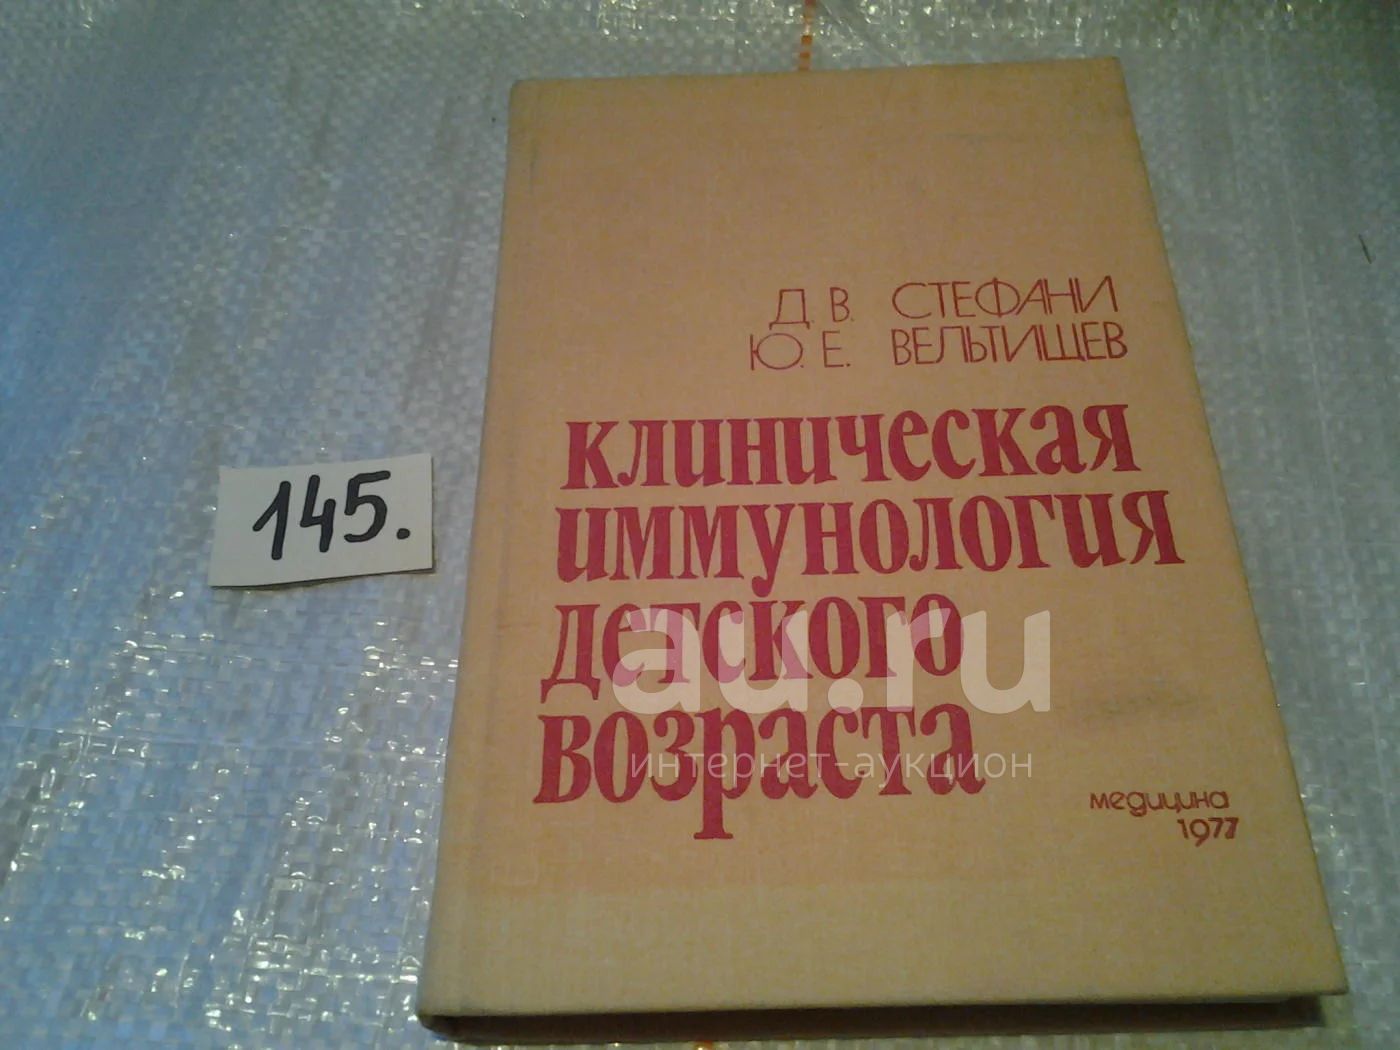 Д. В. СТЕФАНИ
Ю. Е. ВЕЛЬТИЩЕВ
клиническая
иммунология
детского
возраста
медицина
1977
145.
au.ru
интернет-аукцион